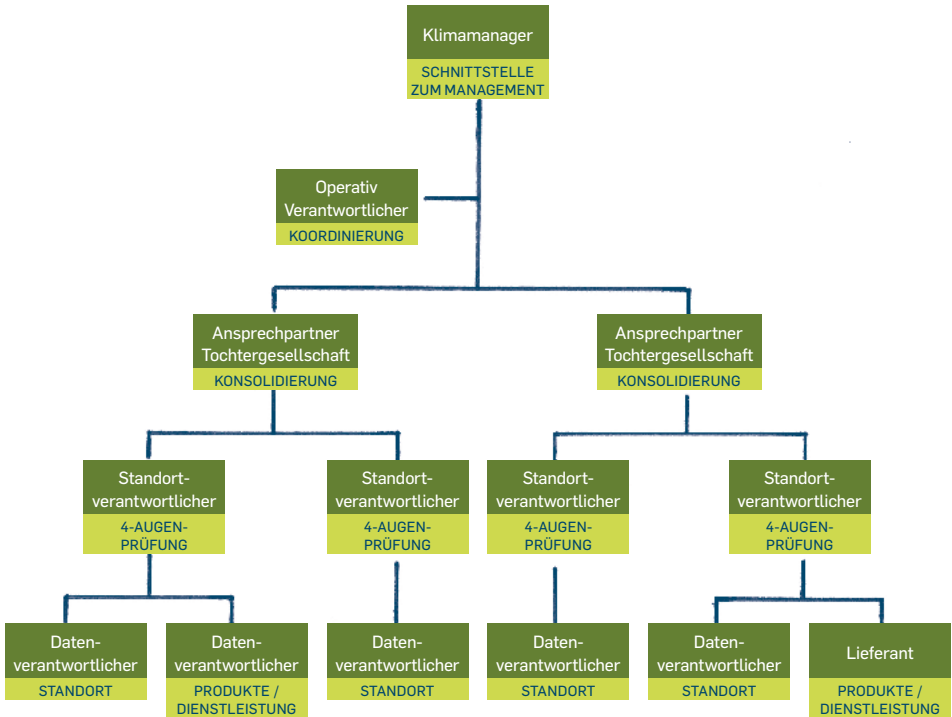 Klimamanager
SCHNITTSTELLE
ZUM MANAGEMENT
Operativ
Verantwortlicher
KOORDINIERUNG
Ansprechpartner
Tochtergesellschaft
KONSOLIDIERUNG
Ansprechpartner
Tochtergesellschaft
KONSOLIDIERUNG
Standort-
verantwortlicher
4-AUGEN-
PRÜFUNG
Standort-
verantwortlicher
4-AUGEN-
PRÜFUNG
Standort-
verantwortlicher
4-AUGEN-
PRÜFUNG
Standort-
verantwortlicher
4-AUGEN-
PRÜFUNG
Daten-
verantwortlicher
STANDORT
Daten-
verantwortlicher
PRODUKTE /
DIENSTLEISTUNG
Daten-
verantwortlicher
STANDORT
Daten-
verantwortlicher
STANDORT
Daten-
verantwortlicher
STANDORT
Lieferant
PRODUKTE /
DIENSTLEISTUNG